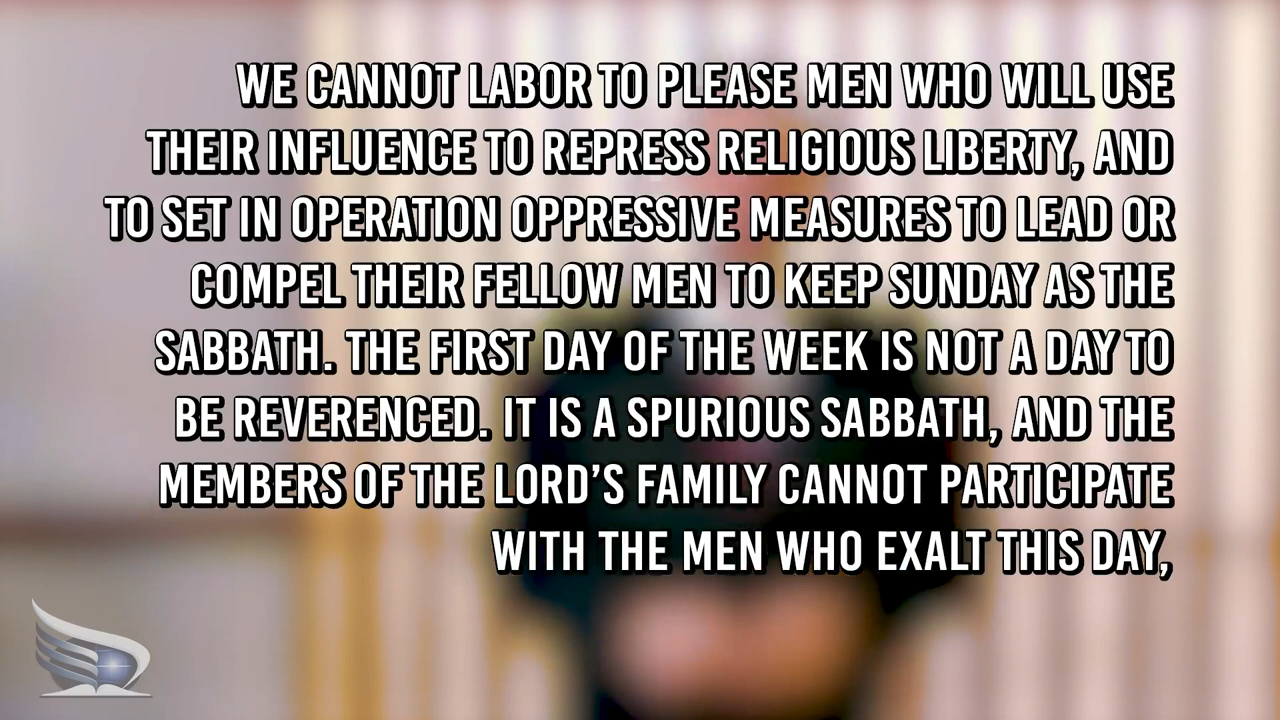 WE CANNOT LABOR TO PLEASE MEN WHO WILL USE
THEIR INFLUENCE TO REPRESS RELIGIOUS LIBERTY, AND
TO SET IN OPERATION OPPRESSIVE MEASURES TO LEAD OR
COMPEL THEIR FELLOW MEN TO KEEP SUNDAY AS THE
SABBATH. THE FIRST DAY OF THE WEEK IS NOT A DAY TO
BE REVERENCED. IT IS A SPURIOUS SABBATH, AND THE
MEMBERS OF THE LORD’S FAMILY CANNOT PARTICIPATE
WITH THE MEN WHO EXALT THIS DAY,